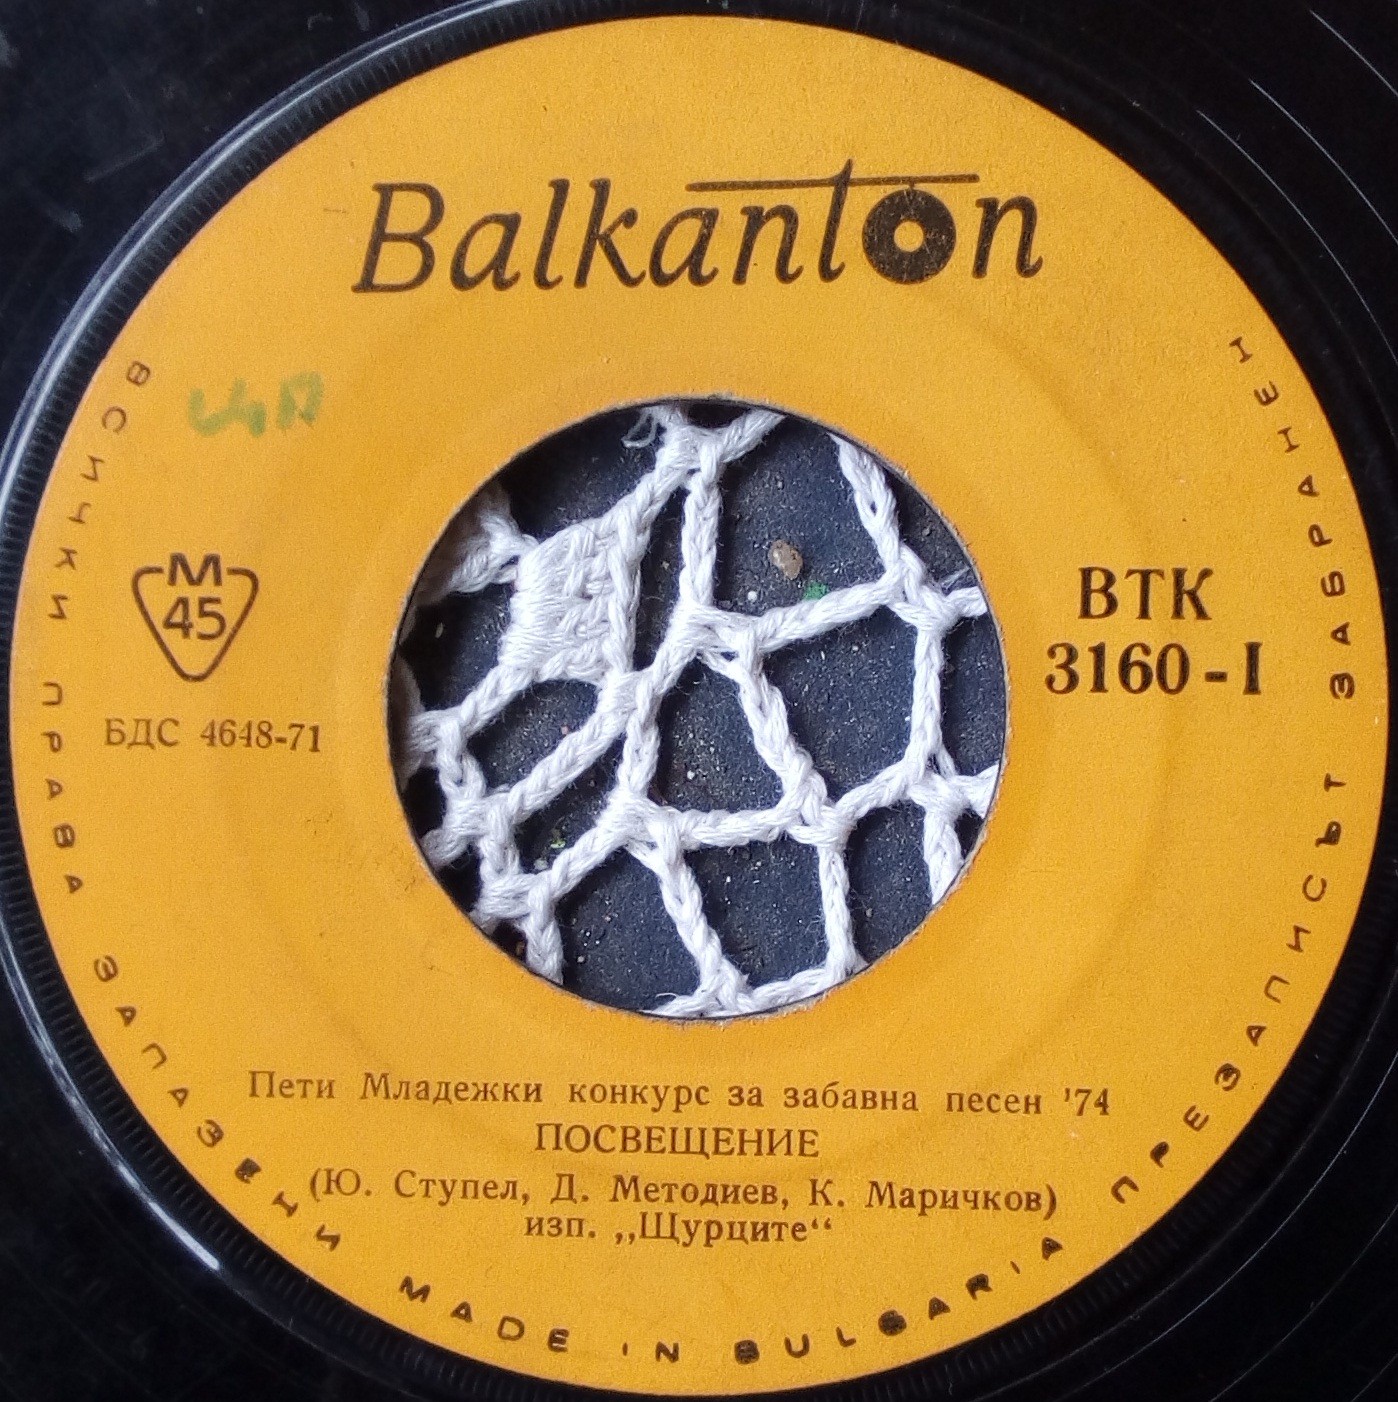 Balkanton
M
45
БДС 4648-71
ВТК
3160-I
Пети Младежки конкурс за забавна песен '74
ПОСВЕЩЕНИЕ
(Ю. Ступел, Д. Методиев, К. Маричков)
изп. „Щурците“
ВСИЧКИ ПРАВА ЗАПАЗЕНИ MADE IN BULGARIA ПРЕЗАПИСЪТ ЗАБРАНЕН